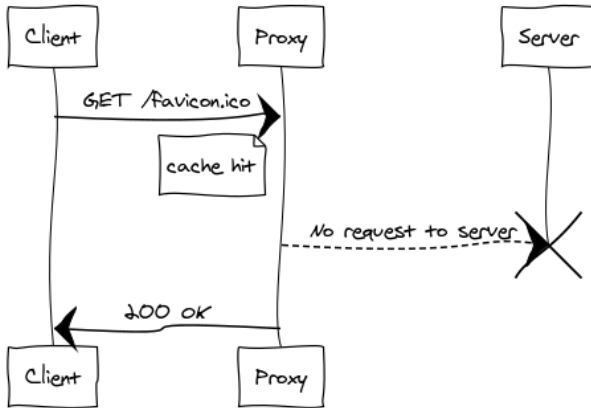 Client
Proxy
Server
GET /favicon.ico
cache hit
No request to server
200 OK
Client
Proxy